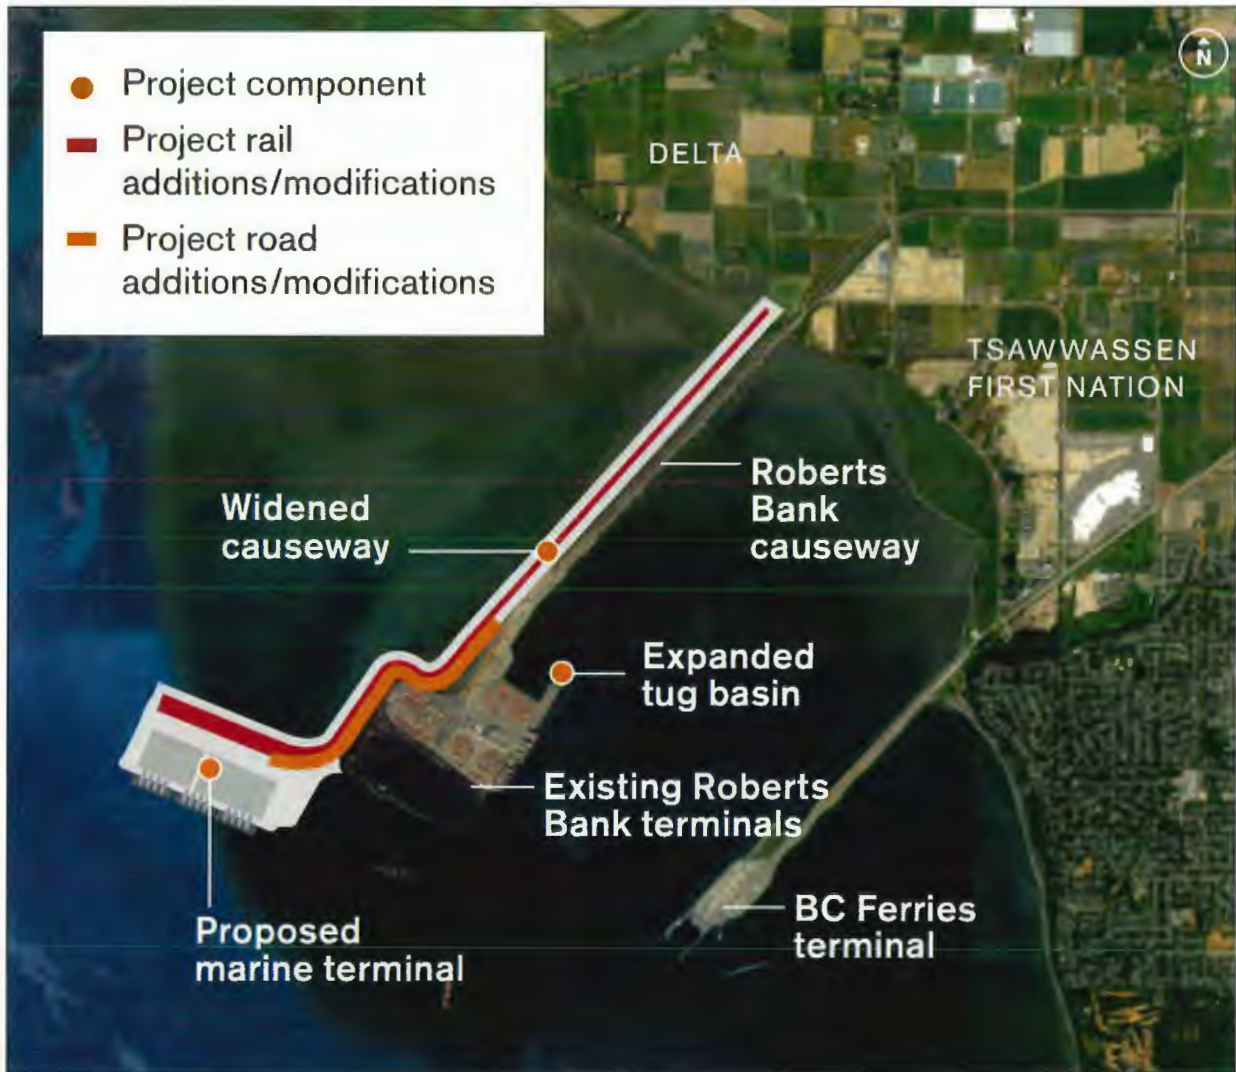 Project component
Project rail
additions/modifications
Project road
additions/modifications
N
DELTA
TSAWWASSEN
FIRST NATION
Roberts
Bank
causeway
Widened
causeway
Expanded
tug basin
Existing Roberts
Bank terminals
BC Ferries
terminal
Proposed
marine terminal